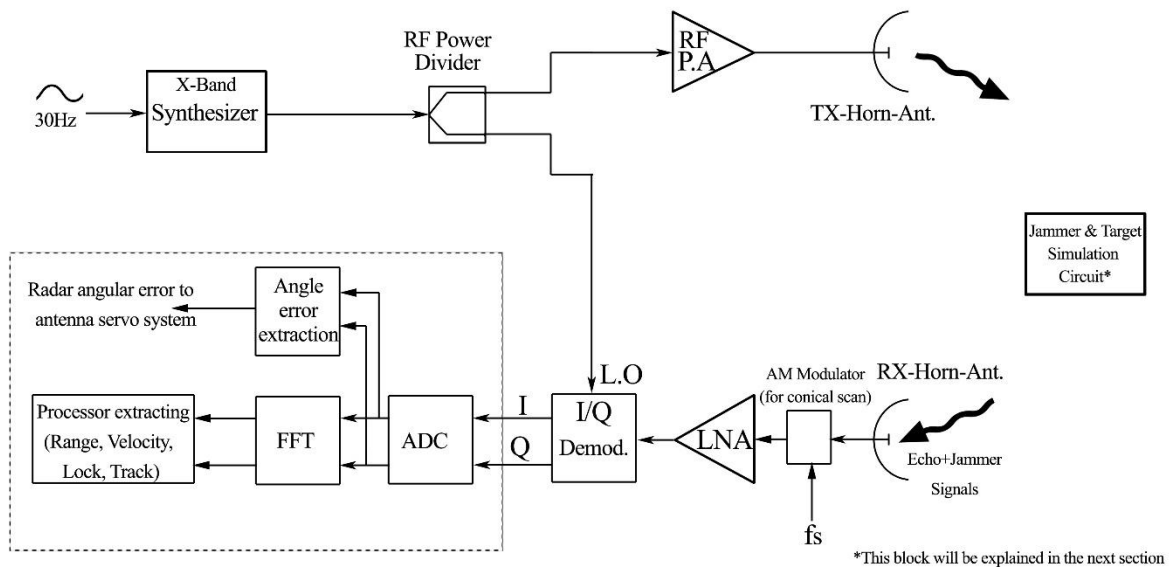 RF Power
Divider
RF
P.A
X-Band
Synthesizer
30Hz
TX-Horn-Ant.
Jammer & Target
Simulation
Circuit*
Radar angular error to
antenna servo system
Angle
error
extraction
L.O
AM Modulator
(for conical scan)
RX-Horn-Ant.
Processor extracting
(Range, Velocity,
Lock, Track)
FFT
ADC
I
Q
I/Q
Demod.
LNA
Echo+Jammer
Signals
fs
*This block will be explained in the next section